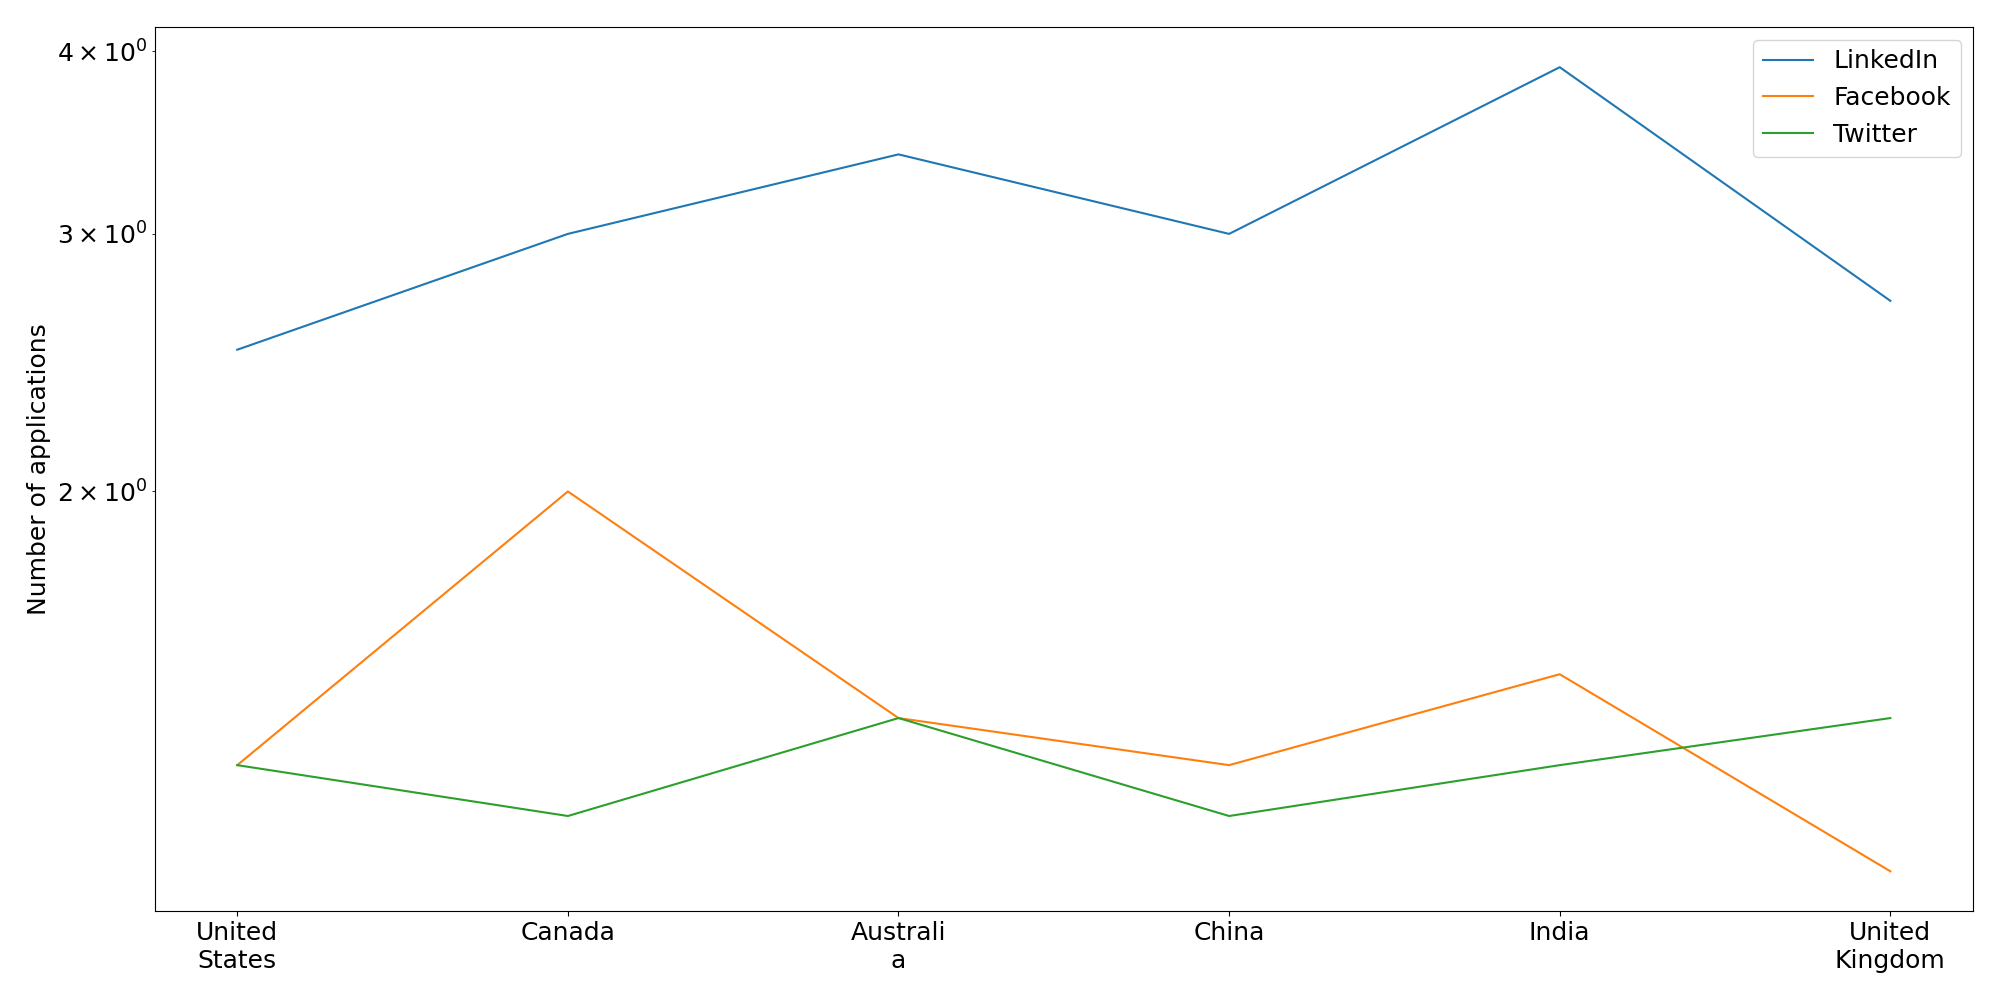 4 × 10⁰
3 × 10⁰
2 × 10⁰
Number of applications
LinkedIn
Facebook
Twitter
United
States
Canada
Australi
a
China
India
United
Kingdom